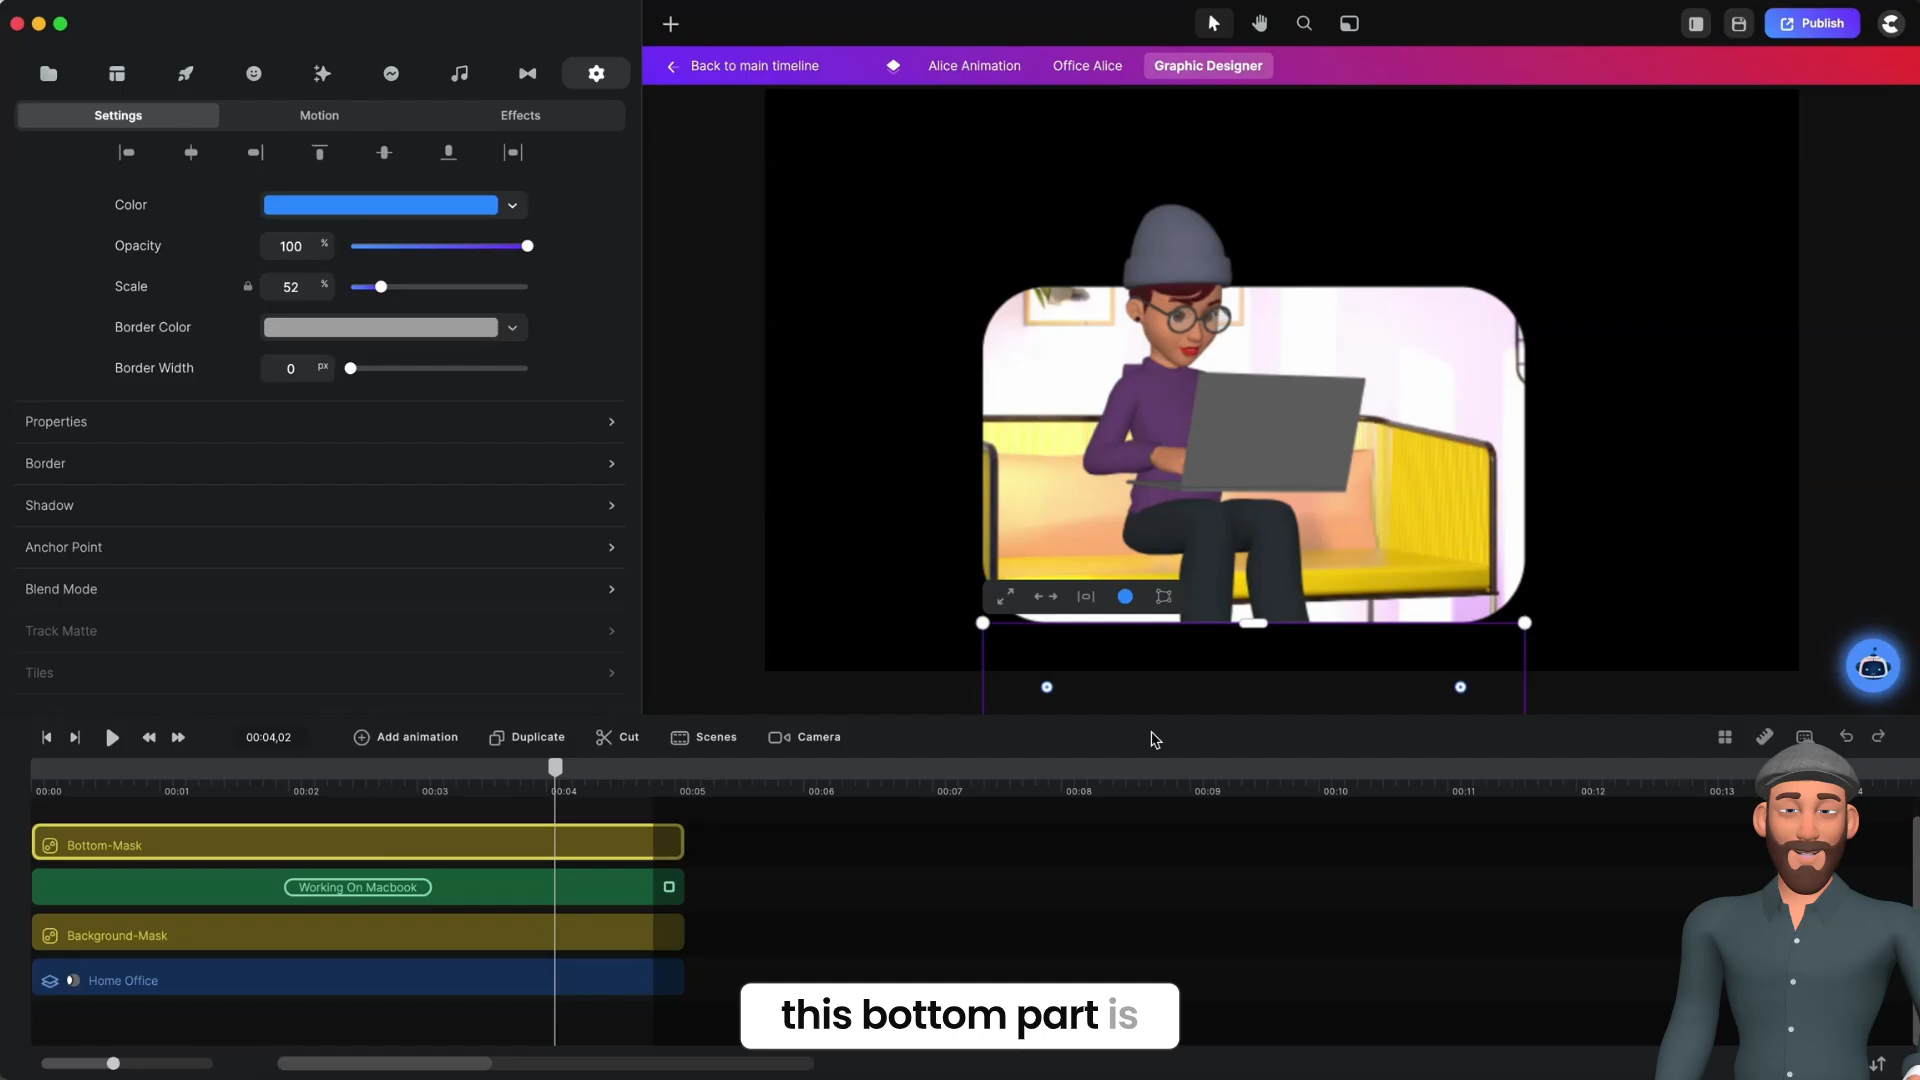 Publish
Back to main timeline
Alice Animation
Office Alice
Graphic Designer
Settings
Motion
Effects
Color
Opacity
100 %
Scale
52 %
Border Color
Border Width
0 px
Properties
Border
Shadow
Anchor Point
Blend Mode
Track Matte
Tiles
00:04,02
Add animation
Duplicate
Cut
Scenes
Camera
00:00
00:01
00:02
00:03
00:04
00:05
00:06
00:07
00:08
00:09
00:10
00:11
00:12
00:13
4
Bottom-Mask
Working On Macbook
Background-Mask
Home Office
this bottom part is